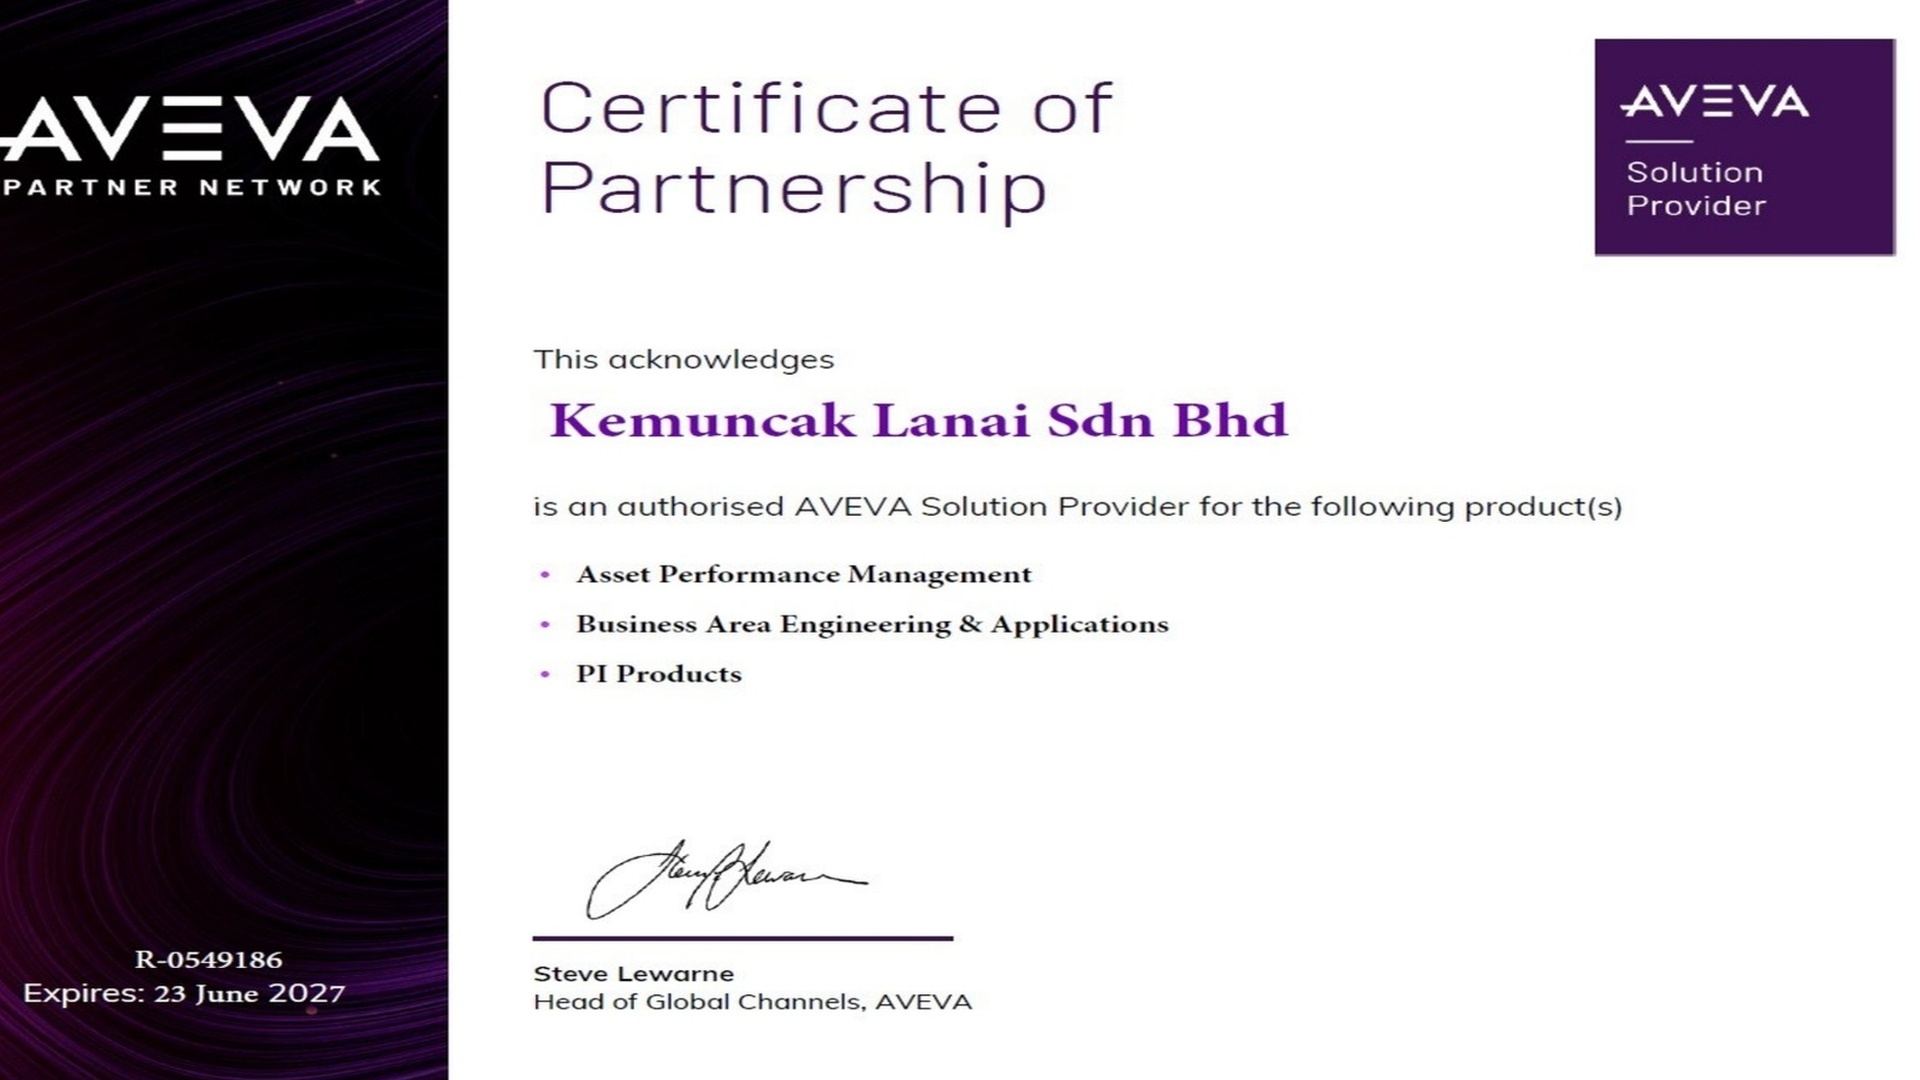 AVEVA
PARTNER NETWORK
Certificate of
Partnership
AVEVA
Solution
Provider
This acknowledges
Kemuncak Lanai Sdn Bhd
is an authorised AVEVA Solution Provider for the following product(s)
• Asset Performance Management
• Business Area Engineering & Applications
• PI Products
Steve Lewarne
Head of Global Channels, AVEVA
R-0549186
Expires: 23 June 2027